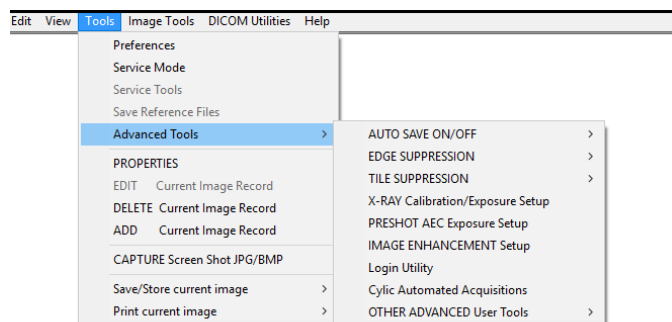 Edit View Tools Image Tools DICOM Utilities Help
Preferences
Service Mode
Service Tools
Save Reference Files
Advanced Tools >
PROPERTIES
EDIT Current Image Record
DELETE Current Image Record
ADD Current Image Record
CAPTURE Screen Shot JPG/BMP
Save/Store current image >
Print current image >
AUTO SAVE ON/OFF >
EDGE SUPPRESSION >
TILE SUPPRESSION >
X-RAY Calibration/Exposure Setup
PRESHOT AEC Exposure Setup
IMAGE ENHANCEMENT Setup
Login Utility
Cylic Automated Acquisitions
OTHER ADVANCED User Tools >